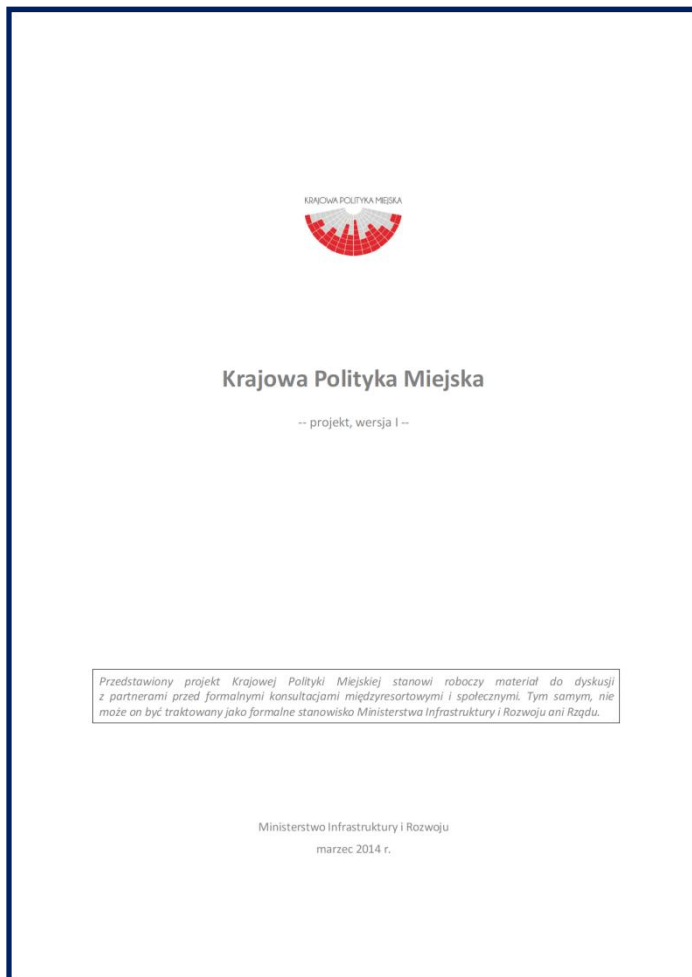 KRAJOWA POLITYKA MIEJSKA
Krajowa Polityka Miejska
-- projekt, wersja I --
Przedstawiony projekt Krajowej Polityki Miejskiej stanowi roboczy materiał do dyskusji
z partnerami przed formalnymi konsultacjami międzyresortowymi i społecznymi. Tym samym, nie
może on być traktowany jako formalne stanowisko Ministerstwa Infrastruktury i Rozwoju ani Rządu.
Ministerstwo Infrastruktury i Rozwoju
marzec 2014 r.